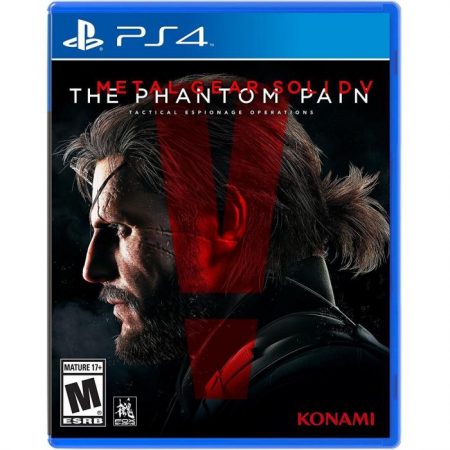 PS4
METAL GEAR SOLID V
THE PHANTOM PAIN
TACTICAL ESPIONAGE OPERATIONS
MATURE 17+
M
ESRB
KONAMI